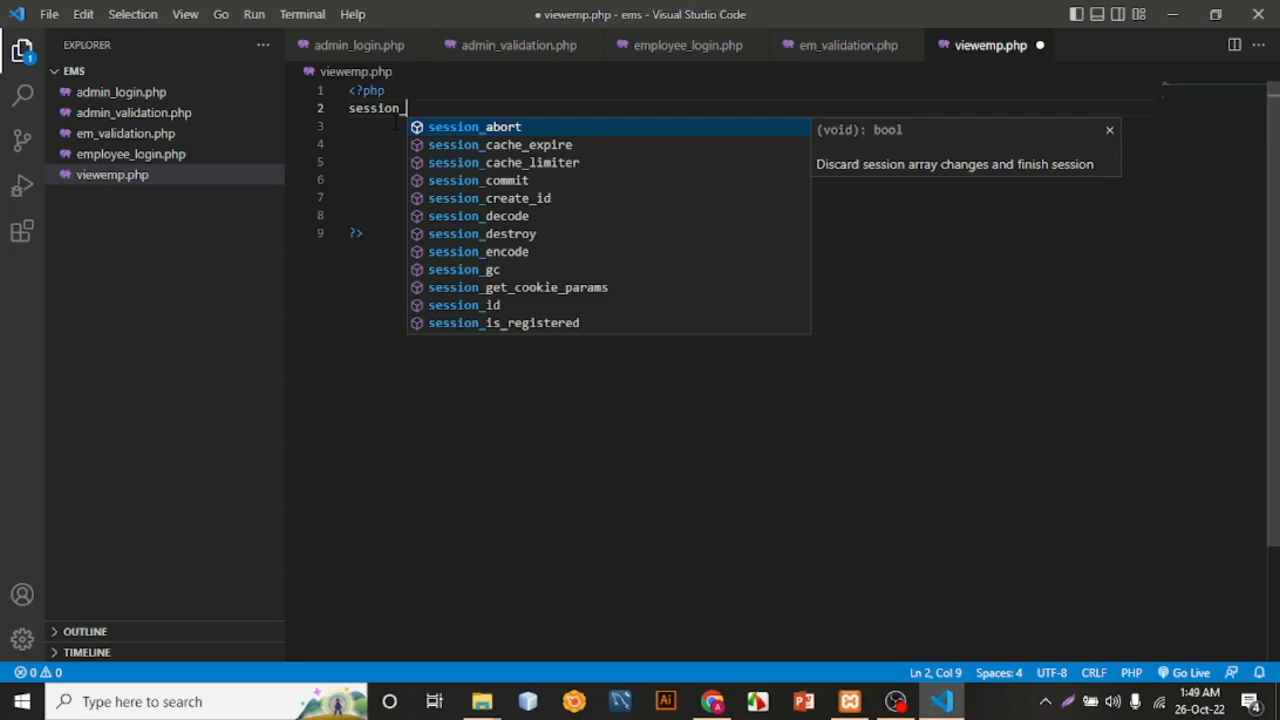 File Edit Selection View Go Run Terminal Help
● viewemp.php - ems - Visual Studio Code
EXPLORER
EMS
admin_login.php
admin_validation.php
em_validation.php
employee_login.php
viewemp.php
OUTLINE
TIMELINE
1
admin_login.php admin_validation.php employee_login.php em_validation.php viewemp.php
viewemp.php
1 <?php
2 session_
3
4
5
6
7
8
9 ?>
session_abort
session_cache_expire
session_cache_limiter
session_commit
session_create_id
session_decode
session_destroy
session_encode
session_gc
session_get_cookie_params
session_id
session_is_registered
(void): bool
Discard session array changes and finish session
0 0 Ln 2, Col 9 Spaces: 4 UTF-8 CRLF PHP Go Live
Type here to search
Ai
1:49 AM
26-Oct-22
4